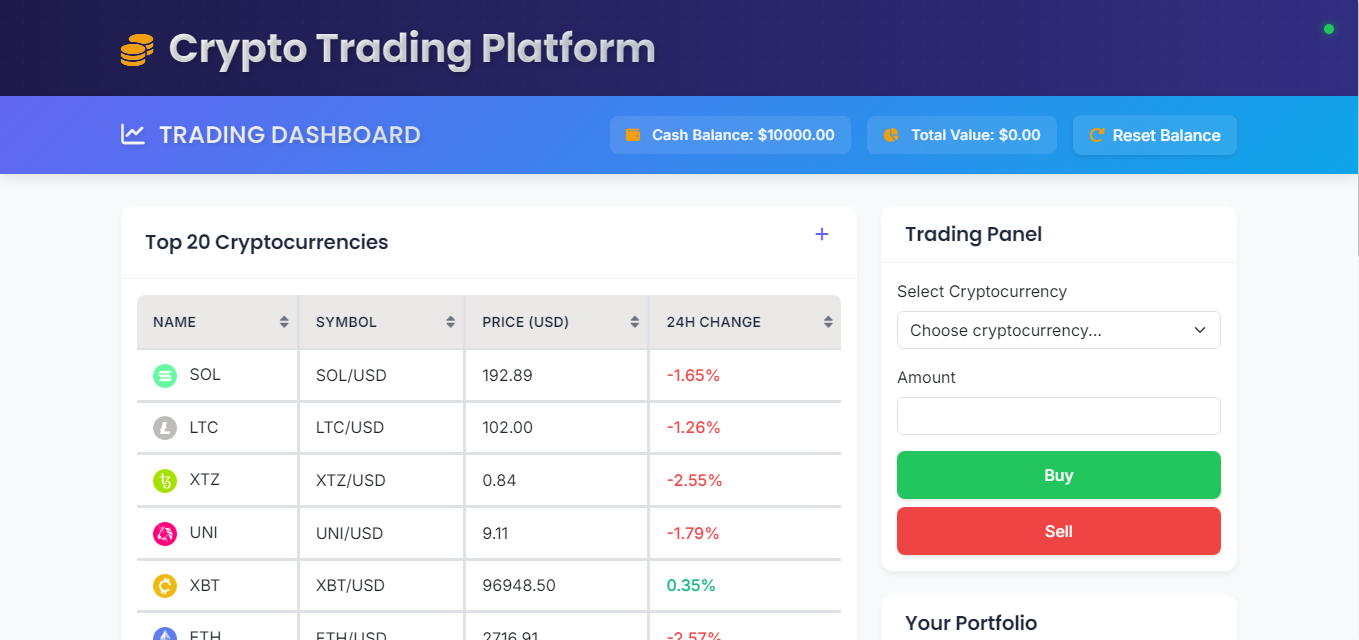 Crypto Trading Platform
TRADING DASHBOARD
Cash Balance: $10000.00
Total Value: $0.00
Reset Balance
Top 20 Cryptocurrencies
+
NAME SYMBOL PRICE (USD) 24H CHANGE
SOL SOL/USD 192.89 -1.65%
LTC LTC/USD 102.00 -1.26%
XTZ XTZ/USD 0.84 -2.55%
UNI UNI/USD 9.11 -1.79%
XBT XBT/USD 96948.50 0.35%
ETH ETH/USD 2716.91 -2.57%
Trading Panel
Select Cryptocurrency
Choose cryptocurrency...
Amount
Buy
Sell
Your Portfolio